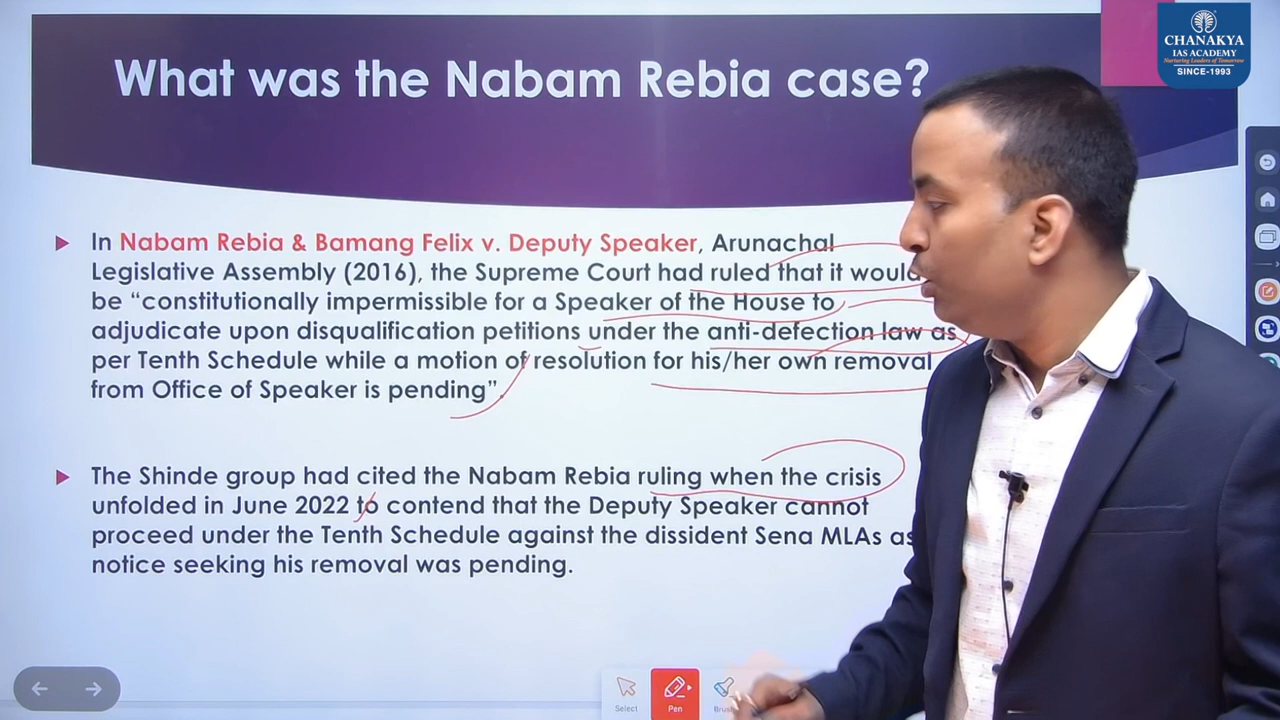 CHANAKYA
IAS ACADEMY
Nurturing Leaders of Tomorrow
SINCE-1993
What was the Nabam Rebia case?
In Nabam Rebia & Bamang Felix v. Deputy Speaker, Arunachal
Legislative Assembly (2016), the Supreme Court had ruled that it
be “constitutionally impermissible for a Speaker of the House to
adjudicate upon disqualification petitions under the anti-defection law as
per Tenth Schedule while a motion of resolution for his/her own removal
from Office of Speaker is pending”.
The Shinde group had cited the Nabam Rebia ruling when the crisis
unfolded in June 2022 to contend that the Deputy Speaker cannot
proceed under the Tenth Schedule against the dissident Sena MLAs as
notice seeking his removal was pending.
Select
Pen